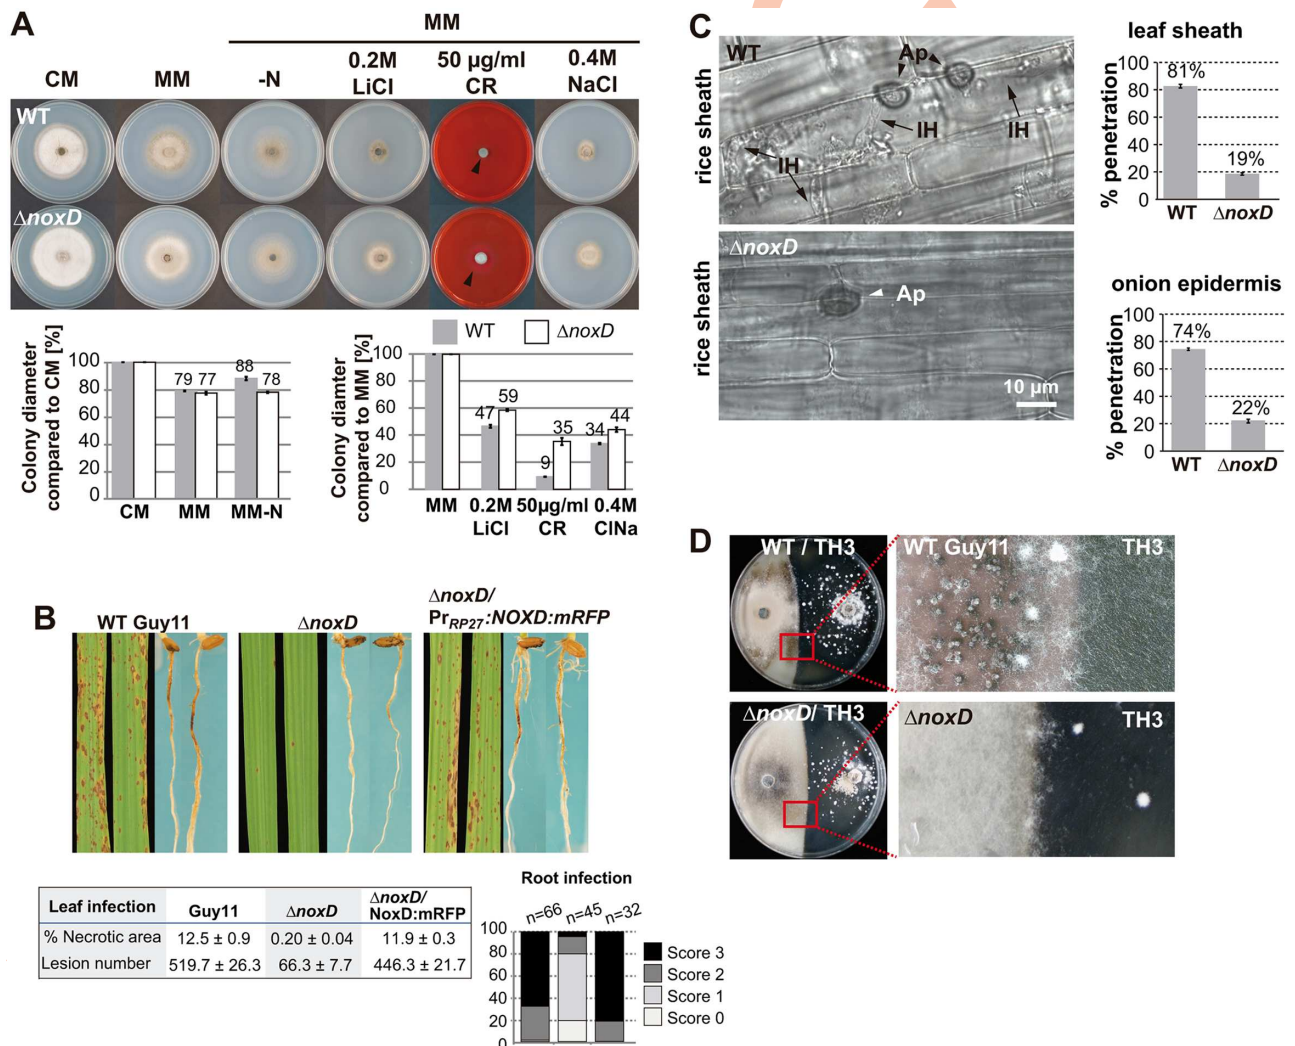 A
MM
CM
MM
-N
0.2M
LiCl
50 µg/ml
CR
0.4M
NaCl
WT
ΔnoxD
WT
ΔnoxD
Colony diameter
compared to CM [%]
100
80
60
40
20
0
79
77
88
78
CM
MM
MM-N
Colony diamter
compared to MM [%]
100
80
60
40
20
0
47
59
9
35
34
44
MM
0.2M
LiCl
50µg/ml
CR
0.4M
ClNa
B
WT Guy11
ΔnoxD
ΔnoxD/
PrRP27:NOXD:mRFP
Leaf infection
Guy11
ΔnoxD
ΔnoxD/
NoxD:mRFP
% Necrotic area
12.5 ± 0.9
0.20 ± 0.04
11.9 ± 0.3
Lesion number
519.7 ± 26.3
66.3 ± 7.7
446.3 ± 21.7
Root infection
n=66
n=45
n=32
100
80
60
40
20
0
Score 3
Score 2
Score 1
Score 0
C
rice sheath
WT
Ap
IH
IH
IH
rice sheath
ΔnoxD
Ap
10 µm
leaf sheath
% penetration
100
80
60
40
20
0
81%
19%
WT
ΔnoxD
onion epidermis
% penetration
100
80
60
40
20
0
74%
22%
WT
ΔnoxD
D
WT / TH3
WT Guy11
TH3
ΔnoxD/ TH3
ΔnoxD
TH3